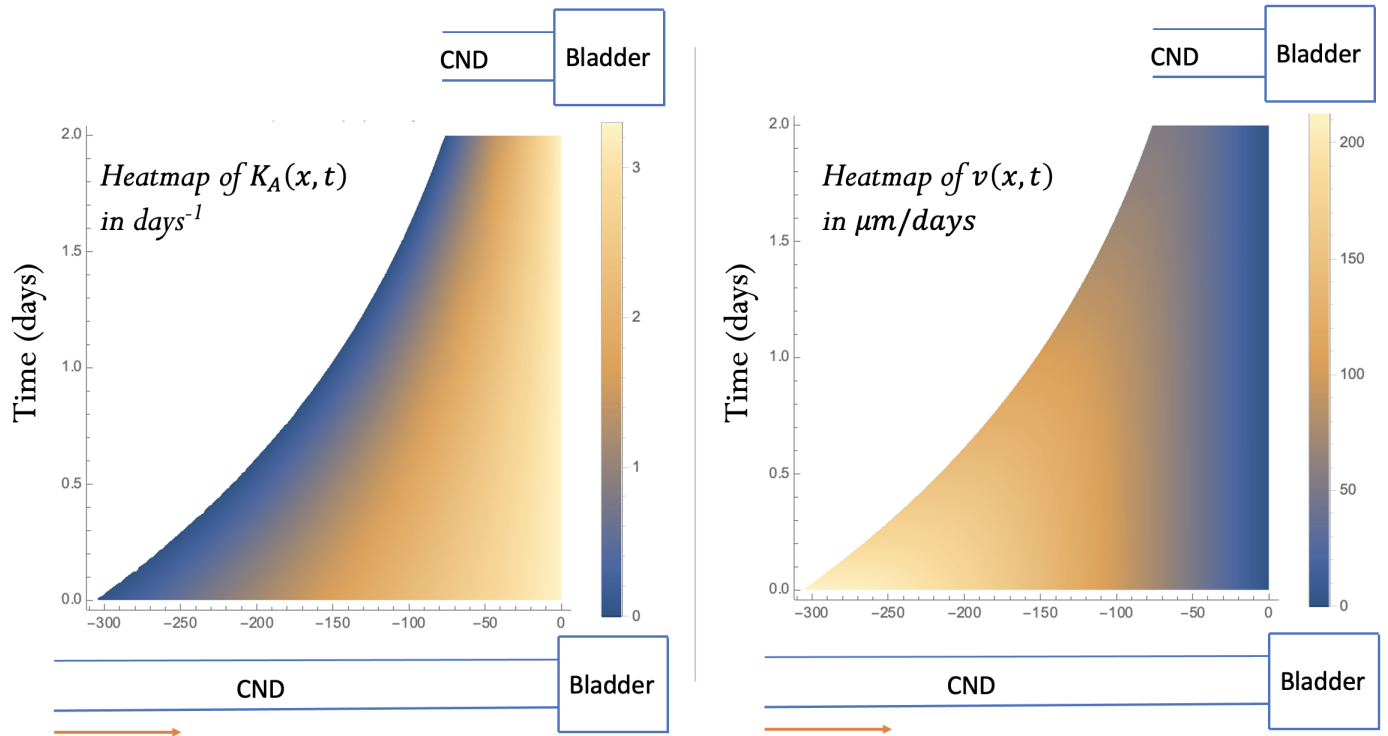 CND
Bladder
CND
Bladder
Heatmap of K_A(x, t)
in days^-1
Time (days)
2.0
1.5
1.0
0.5
0.0
−300
−250
−200
−150
−100
−50
0
3
2
1
0
CND
Bladder
Heatmap of v(x, t)
in μm/days
Time (days)
2.0
1.5
1.0
0.5
0.0
−300
−250
−200
−150
−100
−50
0
200
150
100
50
0
CND
Bladder